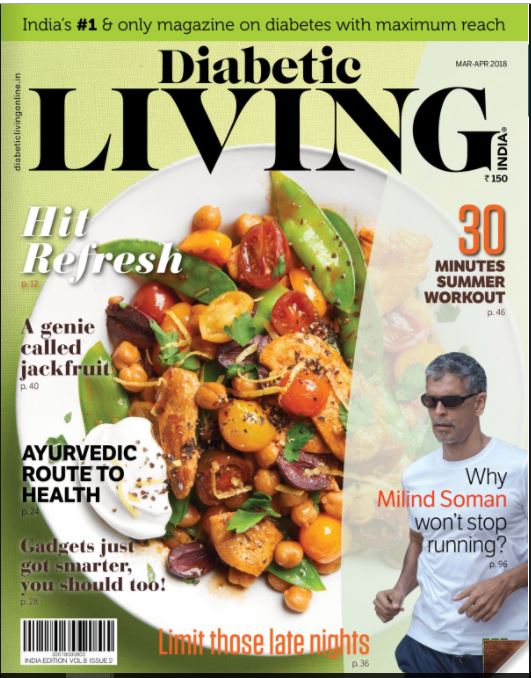 India's #1 & only magazine on diabetes with maximum reach
Diabetic
MAR-APR 2018
LIVING
INDIA®
diabeticlivingonline.in
₹ 150
Hit
Refresh
p. 12
30
MINUTES
SUMMER
WORKOUT
p. 46
A genie
called
jackfruit
p. 40
AYURVEDIC
ROUTE TO
HEALTH
p. 24
Why
Milind Soman
won't stop
running?
p. 96
Gadgets just
got smarter,
you should too!
p. 28
Limit those late nights
p. 36
INDIA EDITION VOL 8 ISSUE 2